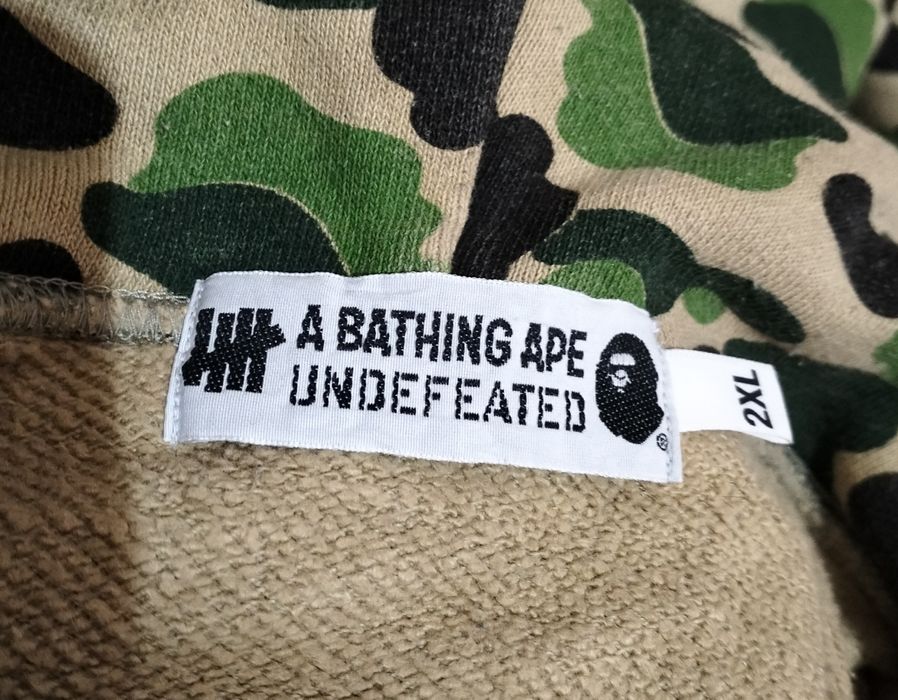 A BATHING APE
UNDEFEATED
®
2XL